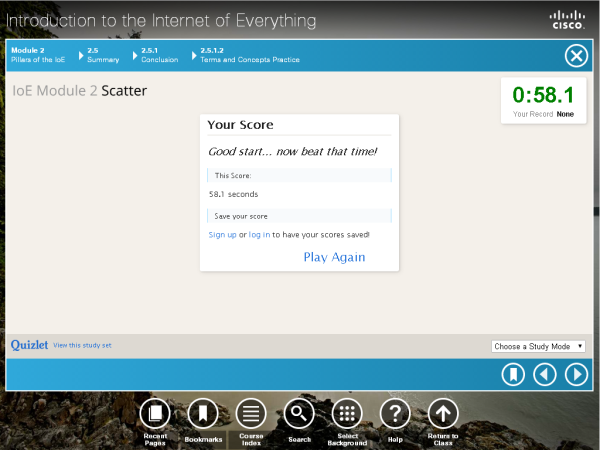 Introduction to the Internet of Everything
CISCO
Module 2
Pillars of the IoE
2.5
Summary
2.5.1
Conclusion
2.5.1.2
Terms and Concepts Practice
IoE Module 2 Scatter
0:58.1
Your Record None
Your Score
Good start... now beat that time!
This Score:
58.1 seconds
Save your score
Sign up or log in to have your scores saved!
Play Again
Quizlet View this study set
Choose a Study Mode
Recent Pages
Bookmarks
Course Index
Search
Select Background
Help
Return to Class